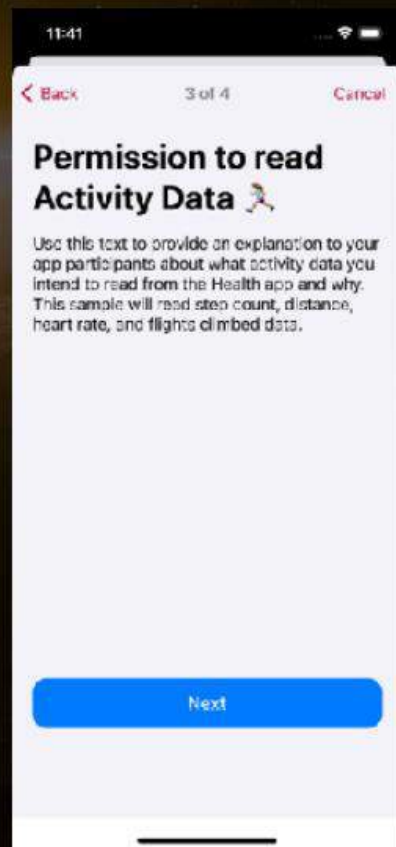 11:41
Back
3 of 4
Cancel
Permission to read
Activity Data
Use this text to provide an explanation to your
app participants about what activity data you
intend to read from the Health app and why.
This sample will read step count, distance,
heart rate, and flights climbed data.
Next